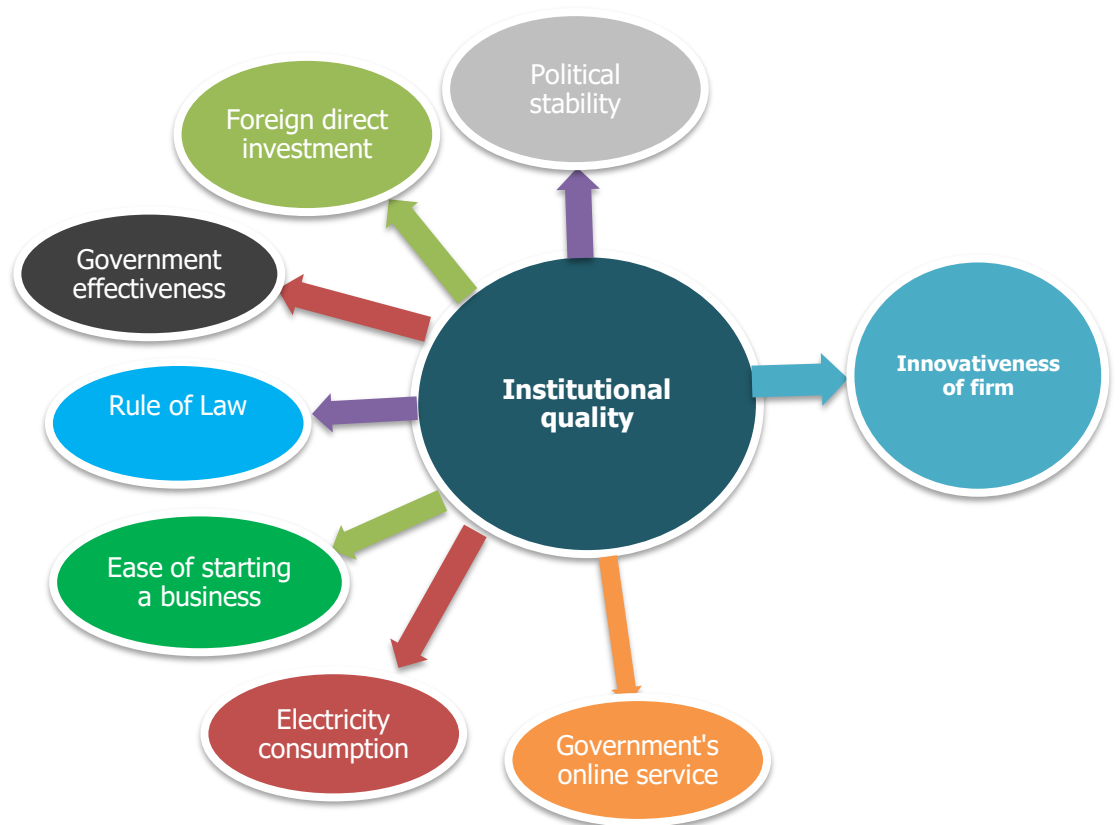 Political
stability
Foreign direct
investment
Government
effectiveness
Institutional
quality
Innovativeness
of firm
Rule of Law
Ease of starting
a business
Electricity
consumption
Government's
online service